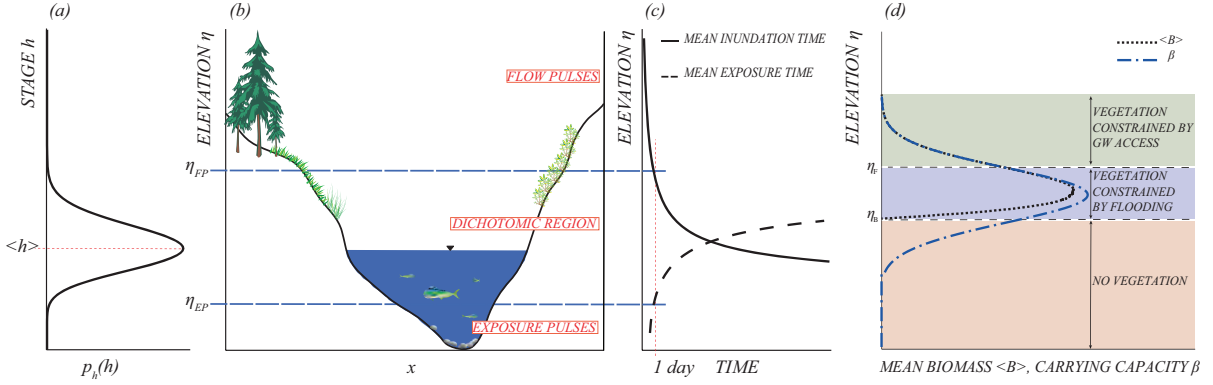 (a)
STAGE h
<h>
p_h(h)
(b)
ELEVATION η
η_FP
η_EP
FLOW PULSES
DICHOTOMIC REGION
EXPOSURE PULSES
x
(c)
ELEVATION η
MEAN INUNDATION TIME
MEAN EXPOSURE TIME
1 day
TIME
(d)
ELEVATION η
<B>
β
η_F
η_B
VEGETATION
CONSTRAINED BY
GW ACCESS
VEGETATION
CONSTRAINED
BY FLOODING
NO VEGETATION
MEAN BIOMASS <B>, CARRYING CAPACITY β